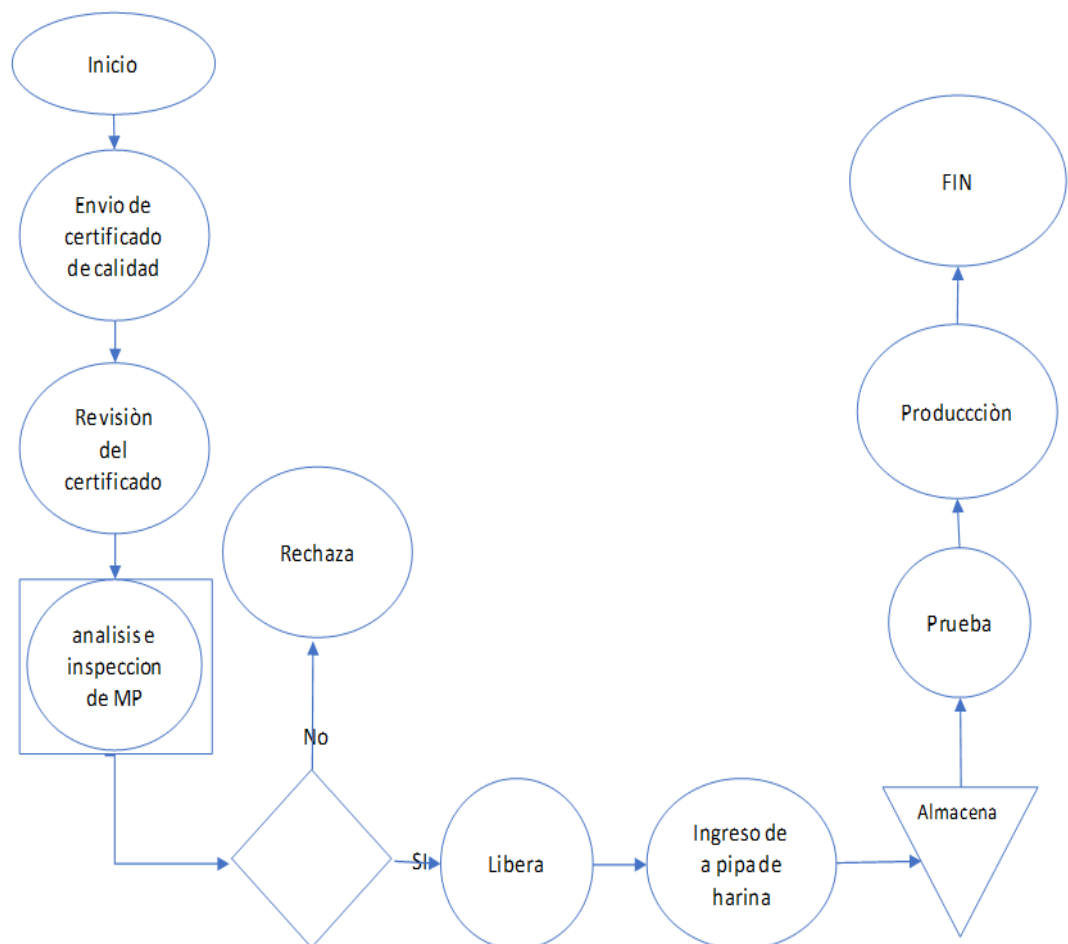 Inicio
Envio de
certificado
de calidad
Revisiòn
del
certificado
analisis e
inspeccion
de MP
Rechaza
No
SI
Libera
Ingreso de
a pipa de
harina
Almacena
Prueba
Produccciòn
FIN